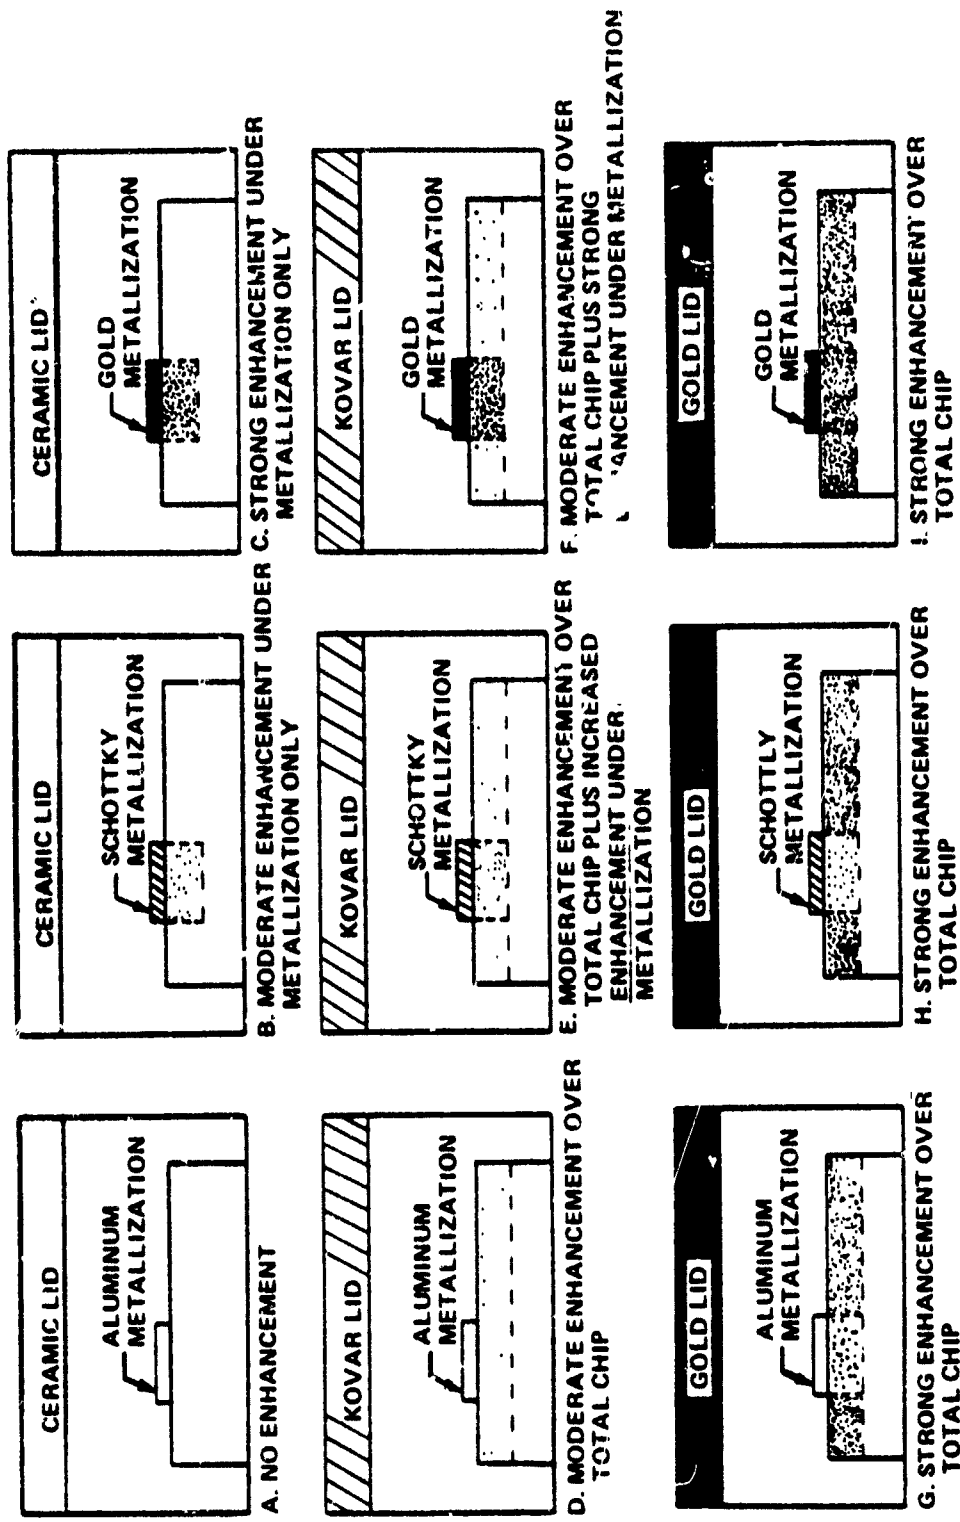 CERAMIC LID
ALUMINUM
METALLIZATION
A. NO ENHANCEMENT
CERAMIC LID
SCHOTTKY
METALLIZATION
B. MODERATE ENHANCEMENT UNDER
METALLIZATION ONLY
CERAMIC LID
GOLD
METALLIZATION
C. STRONG ENHANCEMENT UNDER
METALLIZATION ONLY
KOVAR LID
ALUMINUM
METALLIZATION
D. MODERATE ENHANCEMENT OVER
TOTAL CHIP
KOVAR LID
SCHOTTKY
METALLIZATION
E. MODERATE ENHANCEMENT OVER
TOTAL CHIP PLUS INCREASED
ENHANCEMENT UNDER
METALLIZATION
KOVAR LID
GOLD
METALLIZATION
F. MODERATE ENHANCEMENT OVER
TOTAL CHIP PLUS STRONG
UNDER METALLIZATION
GOLD LID
ALUMINUM
METALLIZATION
G. STRONG ENHANCEMENT OVER
TOTAL CHIP
GOLD LID
SCHOTTLY
METALLIZATION
H. STRONG ENHANCEMENT OVER
TOTAL CHIP
GOLD LID
GOLD
METALLIZATION
I. STRONG ENHANCEMENT OVER
TOTAL CHIP